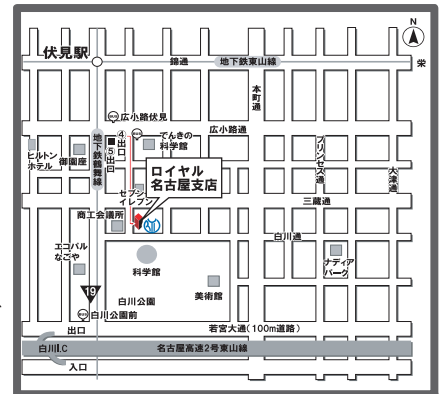 N
伏見駅
錦通
地下鉄東山線
栄
本町通
BUS
広小路伏見
広小路通
④出口
BUS
でんきの
科学館
■⑤出口
地下鉄鶴舞線
ヒルトン
ホテル
御園座
プリンセス通
大津通
ロイヤル
名古屋支店
セブン
イレブン
三蔵通
商工会議所
白川通
エコパル
なごや
科学館
ナディア
パーク
美術館
19
白川公園
BUS
白川公園前
出口
若宮大通(100m道路)
白川I.C
名古屋高速2号東山線
入口